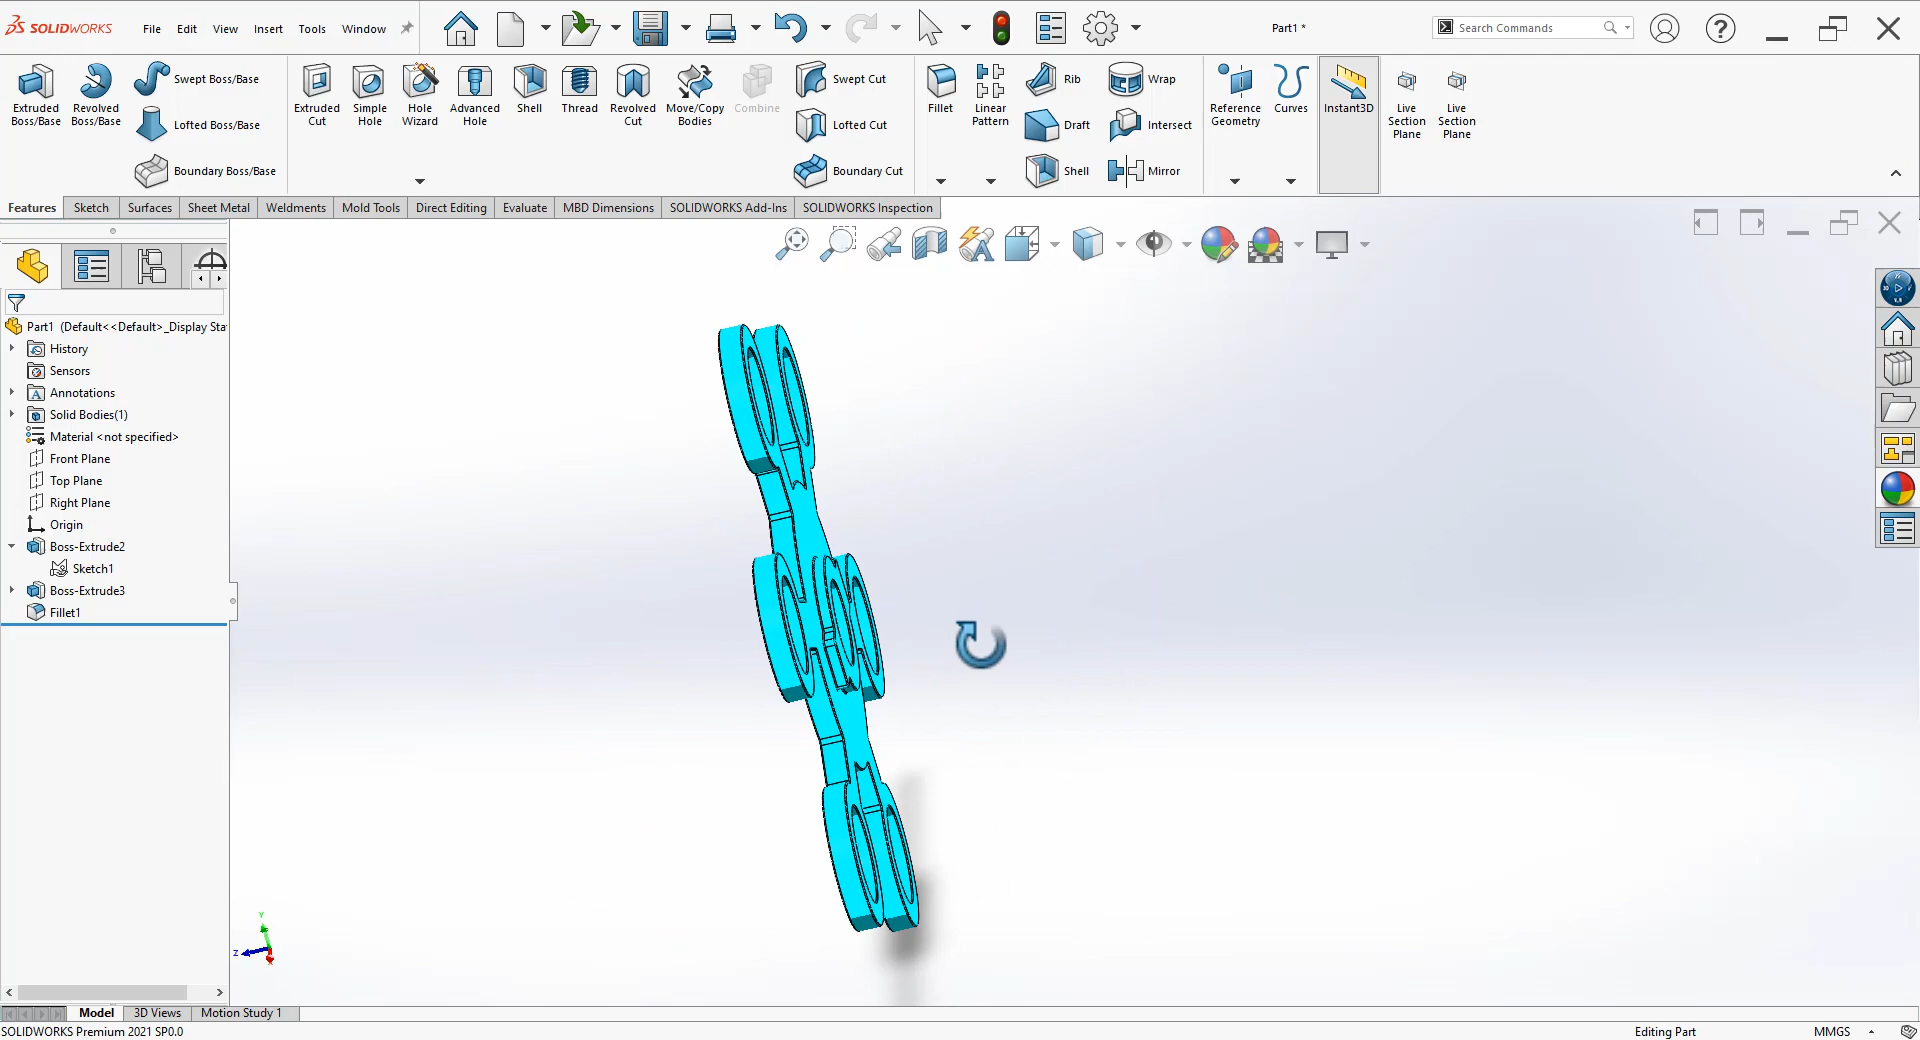 SOLIDWORKS File Edit View Insert Tools Window Part1 * Search Commands
Extruded Boss/Base
Revolved Boss/Base
Swept Boss/Base
Lofted Boss/Base
Boundary Boss/Base
Extruded Cut
Simple Hole
Hole Wizard
Advanced Hole
Shell
Thread
Revolved Cut
Move/Copy Bodies
Combine
Swept Cut
Lofted Cut
Boundary Cut
Fillet
Linear Pattern
Rib
Draft
Shell
Wrap
Intersect
Mirror
Reference Geometry
Curves
Instant3D
Live Section Plane
Live Section Plane
Features Sketch Surfaces Sheet Metal Weldments Mold Tools Direct Editing Evaluate MBD Dimensions SOLIDWORKS Add-Ins SOLIDWORKS Inspection
Part1 (Default<<Default>_Display Sta
History
Sensors
Annotations
Solid Bodies(1)
Material <not specified>
Front Plane
Top Plane
Right Plane
Origin
Boss-Extrude2
Sketch1
Boss-Extrude3
Fillet1
Y
Z
X
Model 3D Views Motion Study 1
SOLIDWORKS Premium 2021 SP0.0 Editing Part MMGS